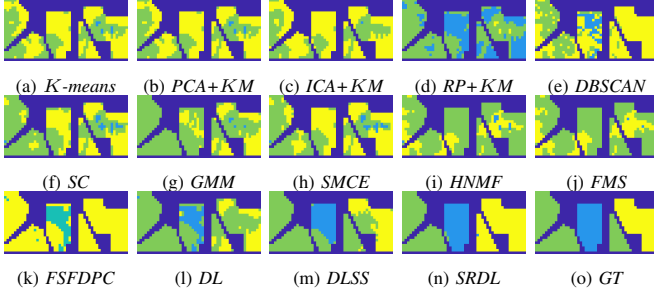 (a) K-means (b) PCA+KM (c) ICA+KM (d) RP+KM (e) DBSCAN
(f) SC (g) GMM (h) SMCE (i) HNMF (j) FMS
(k) FSFDPC (l) DL (m) DLSS (n) SRDL (o) GT